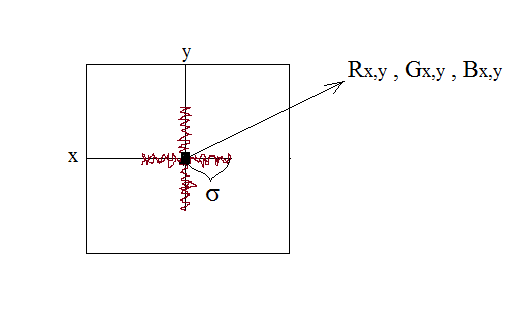 y
Rx,y , Gx,y , Bx,y
x
σ